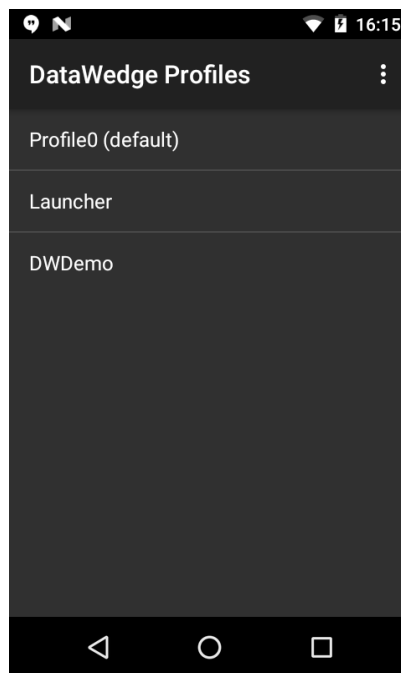 16:15
DataWedge Profiles
Profile0 (default)
Launcher
DWDemo